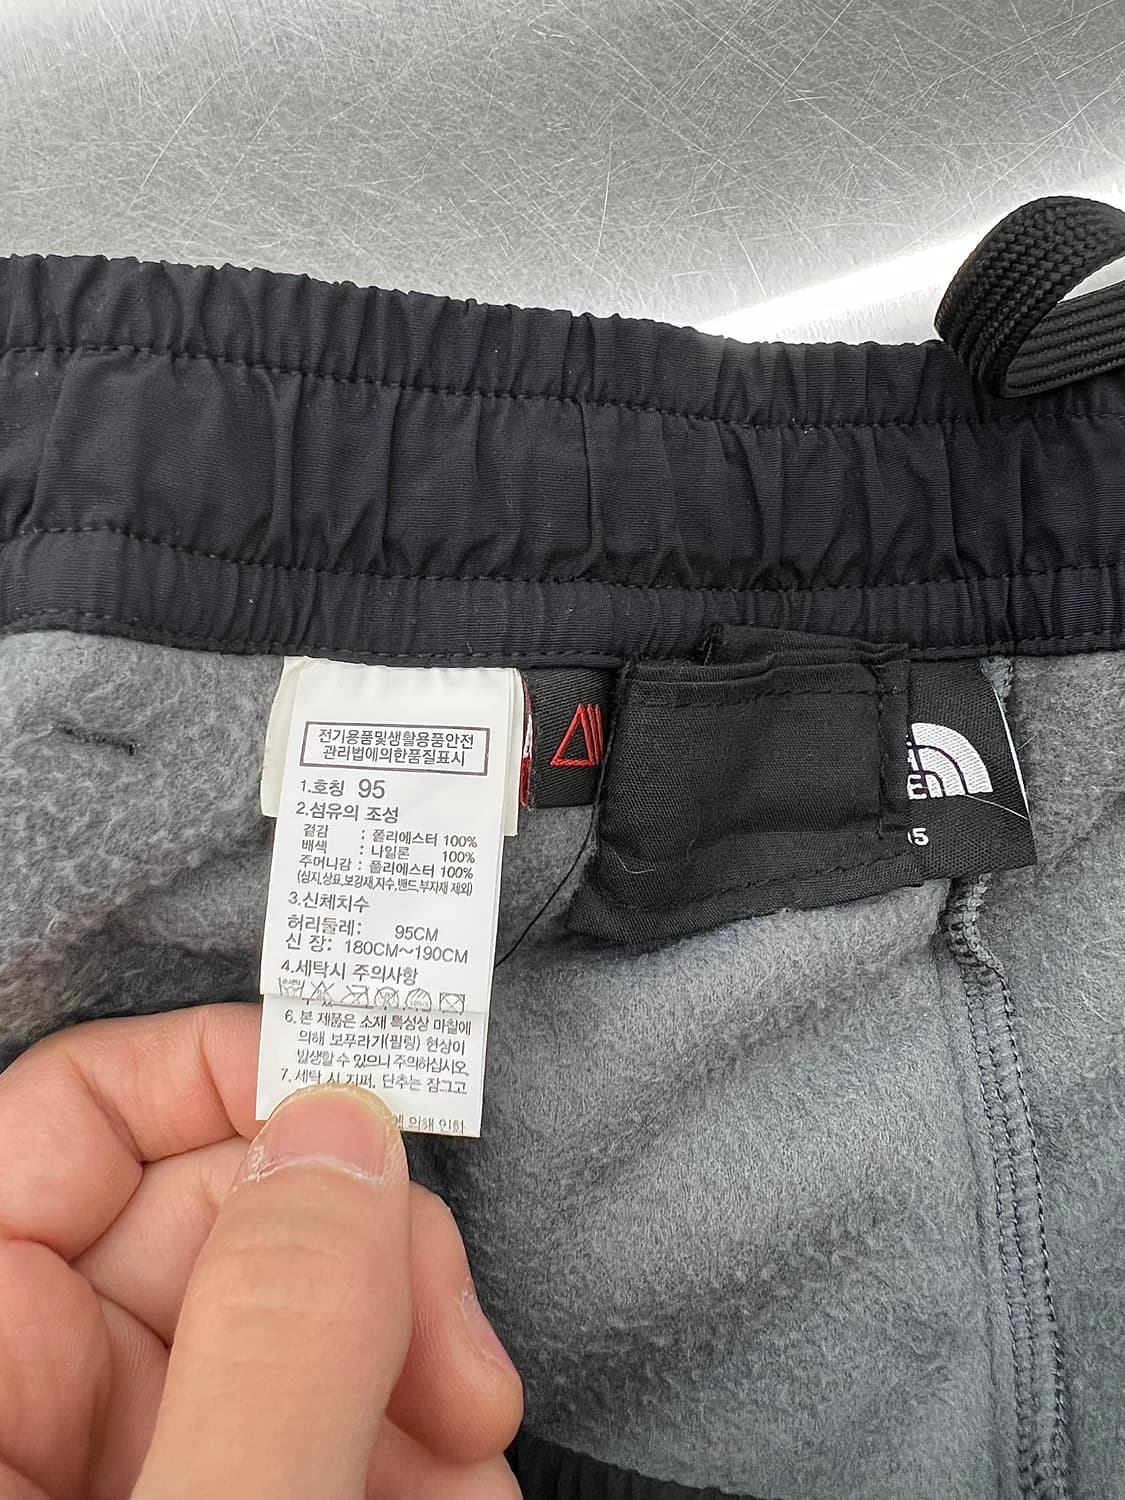 전기용품및생활용품안전
관리법에의한품질표시
1.호칭 95
2.섬유의 조성
겉감 : 폴리에스터 100%
배색 : 나일론 100%
주머니감 : 폴리에스터 100%
(심지,상표,보강재,자수,밴드,부자재 제외)
3.신체치수
허리둘레: 95CM
신 장: 180CM~190CM
4.세탁시 주의사항
6. 본 제품은 소재 특성상 마찰에
의해 보푸라기(필링) 현상이
발생할 수 있으니 주의하십시오.
7. 세탁 시 지퍼, 단추는 잠그고
에 의해 인화